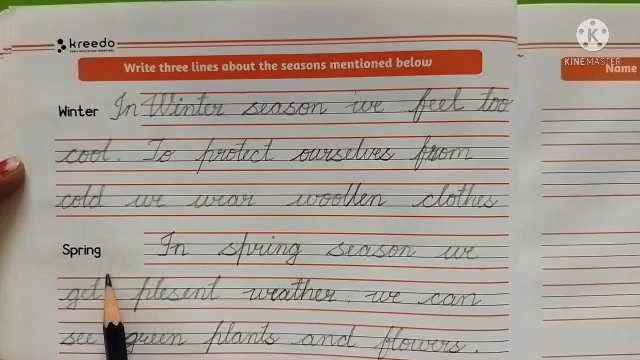 kreedo
Write three lines about the seasons mentioned below
Name
KINEMASTER
Winter In Winter season we feel too
cool. To protect ourselves from
cold we wear woollen clothes
Spring In spring season we
get plesent weather. we can
see green plants and flowers.